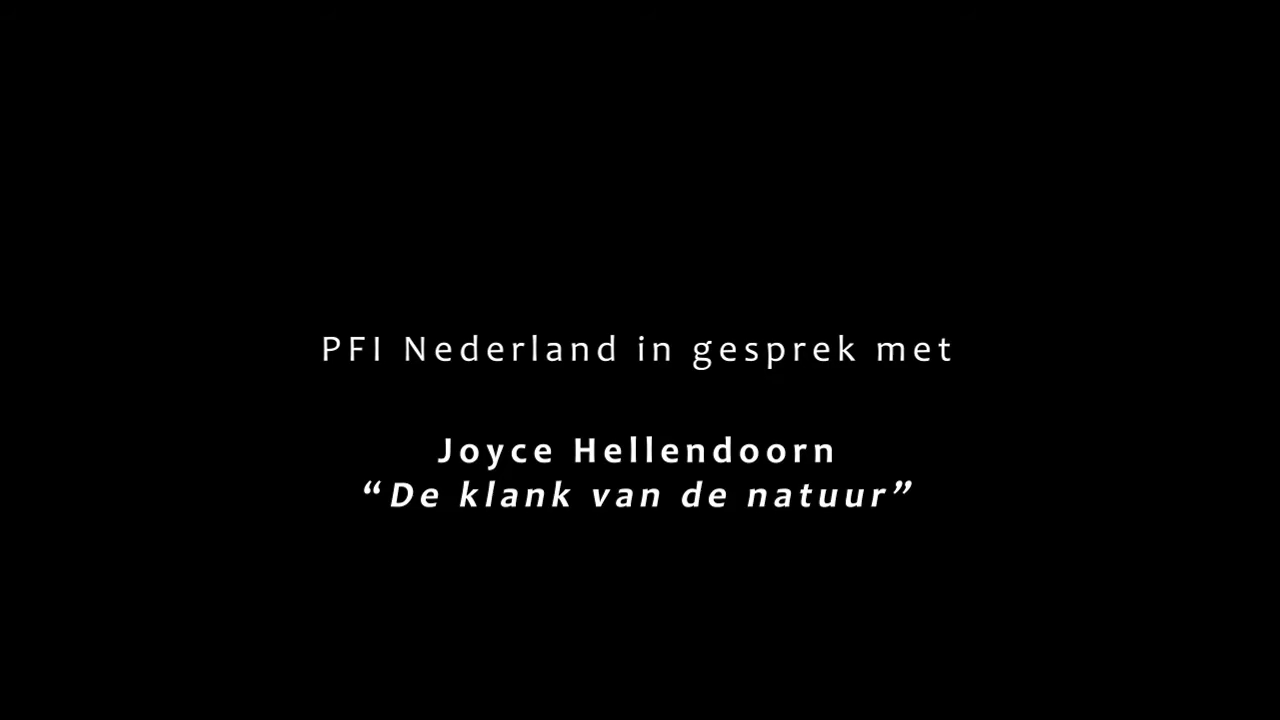 PFI Nederland in gesprek met
Joyce Hellendoorn
“De klank van de natuur”